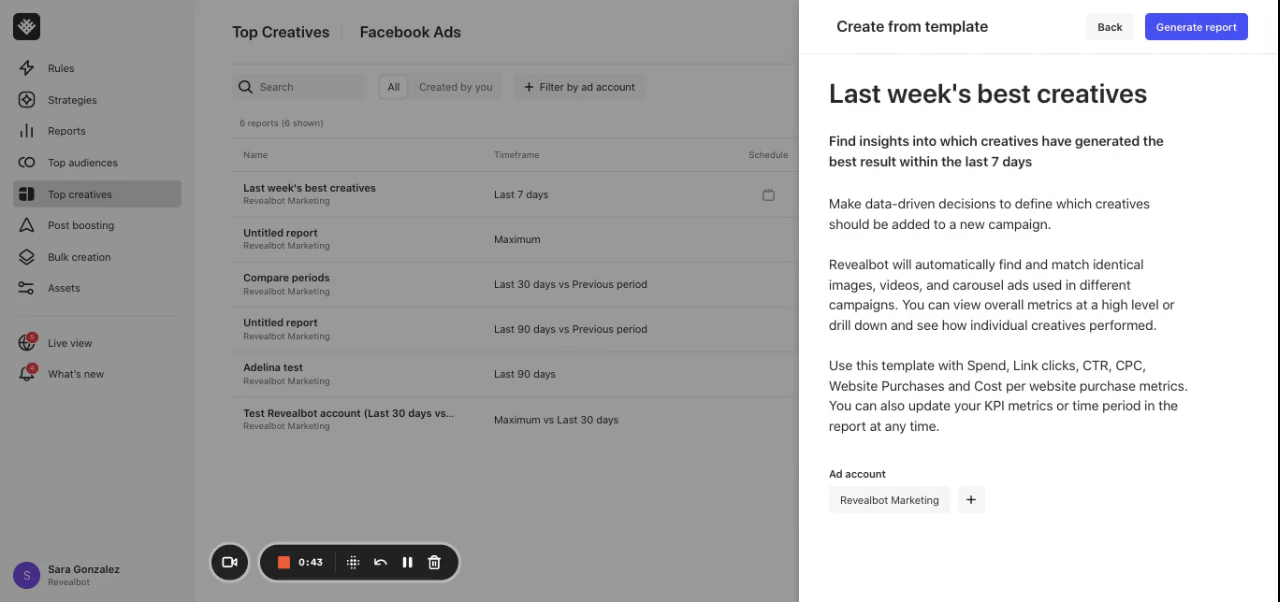 Rules
Strategies
Reports
Top audiences
Top creatives
Post boosting
Bulk creation
Assets
5
Live view
4
What's new
S
Sara Gonzalez
Revealbot
Top Creatives
Facebook Ads
Search
All
Created by you
+ Filter by ad account
6 reports (6 shown)
Name Timeframe Schedule
Last week's best creatives
Revealbot Marketing
Last 7 days
Untitled report
Revealbot Marketing
Maximum
Compare periods
Revealbot Marketing
Last 30 days vs Previous period
Untitled report
Revealbot Marketing
Last 90 days vs Previous period
Adelina test
Revealbot Marketing
Last 90 days
Test Revealbot account (Last 30 days vs...
Revealbot Marketing
Maximum vs Last 30 days
0:43
Create from template
Back
Generate report
Last week's best creatives
Find insights into which creatives have generated the
best result within the last 7 days
Make data-driven decisions to define which creatives
should be added to a new campaign.
Revealbot will automatically find and match identical
images, videos, and carousel ads used in different
campaigns. You can view overall metrics at a high level or
drill down and see how individual creatives performed.
Use this template with Spend, Link clicks, CTR, CPC,
Website Purchases and Cost per website purchase metrics.
You can also update your KPI metrics or time period in the
report at any time.
Ad account
Revealbot Marketing
+